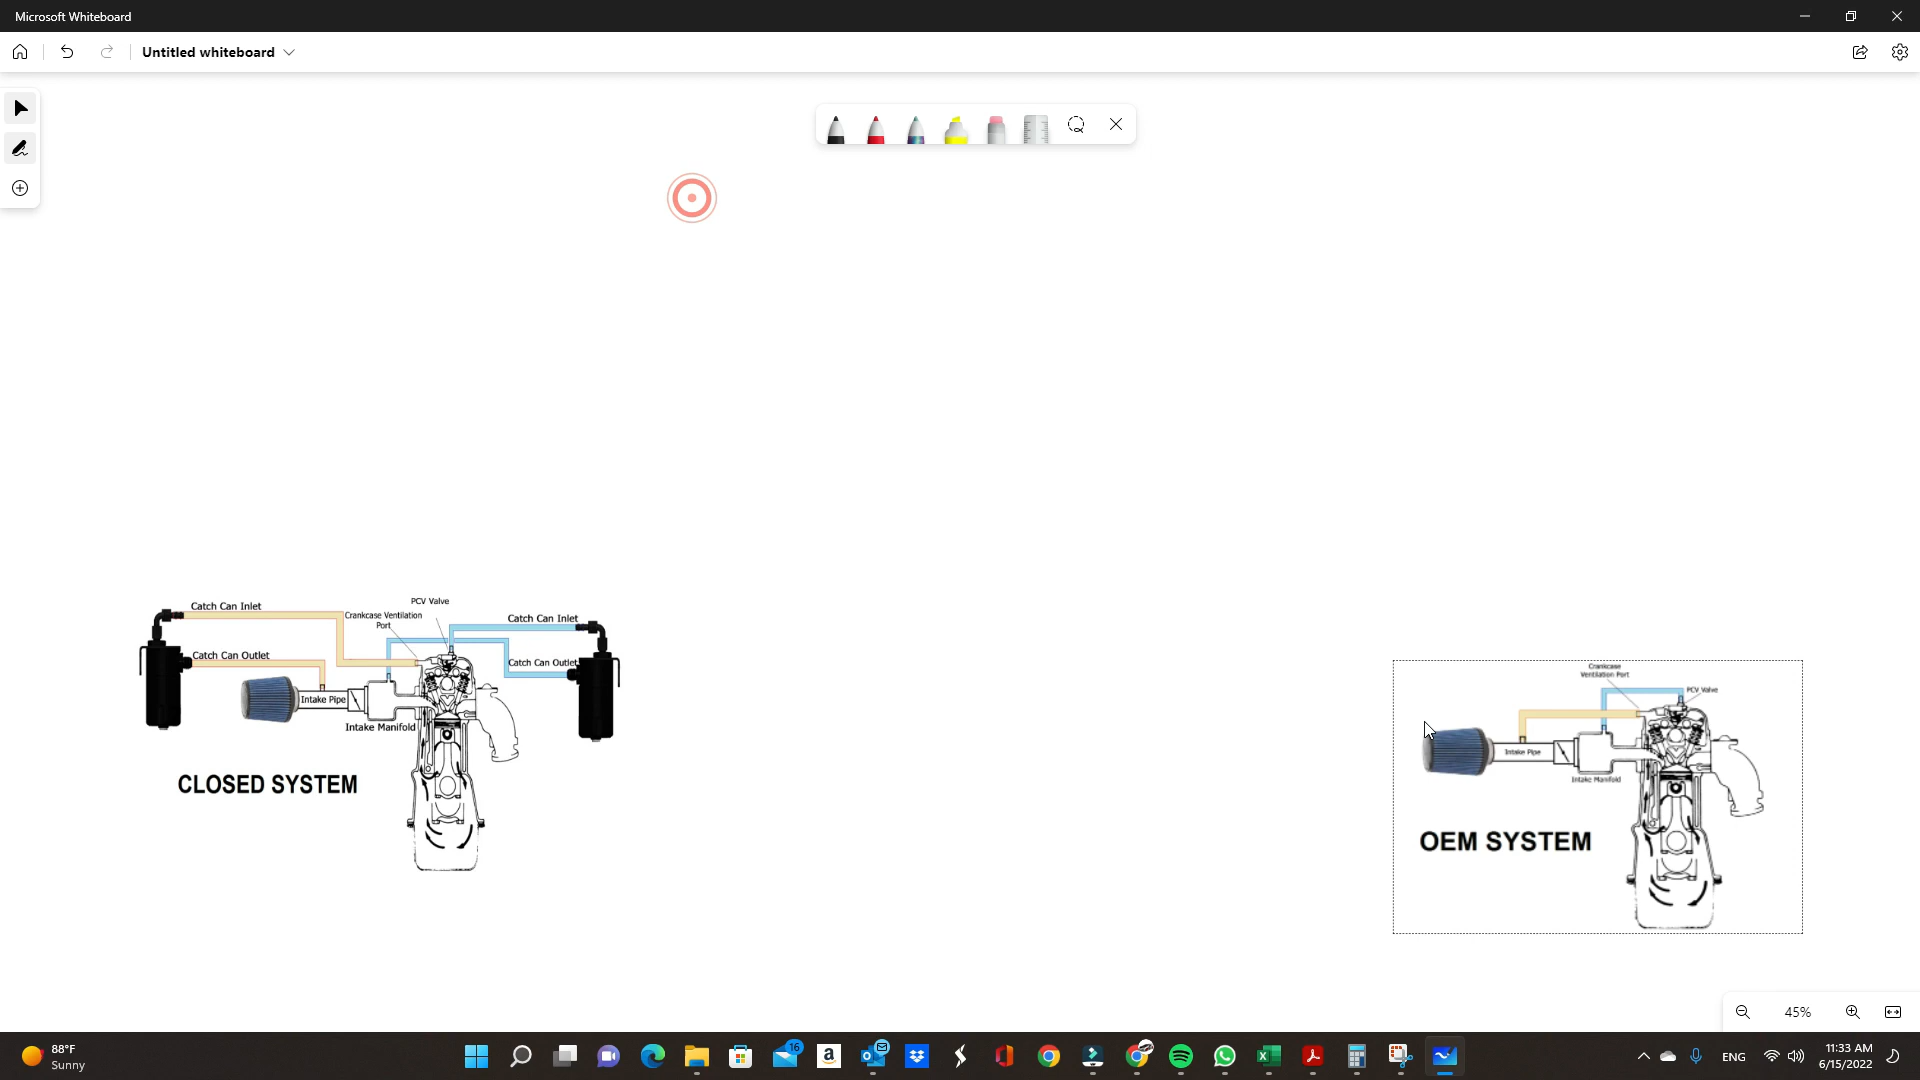 Microsoft Whiteboard
Untitled whiteboard
Catch Can Inlet
PCV Valve
Crankcase Ventilation
Port
Catch Can Inlet
Catch Can Outlet
Catch Can Outlet
Intake Pipe
Intake Manifold
CLOSED SYSTEM
Crankcase
Ventilation Port
PCV Valve
Intake Pipe
Intake Manifold
OEM SYSTEM
45%
88°F
Sunny
16
ENG
11:33 AM
6/15/2022